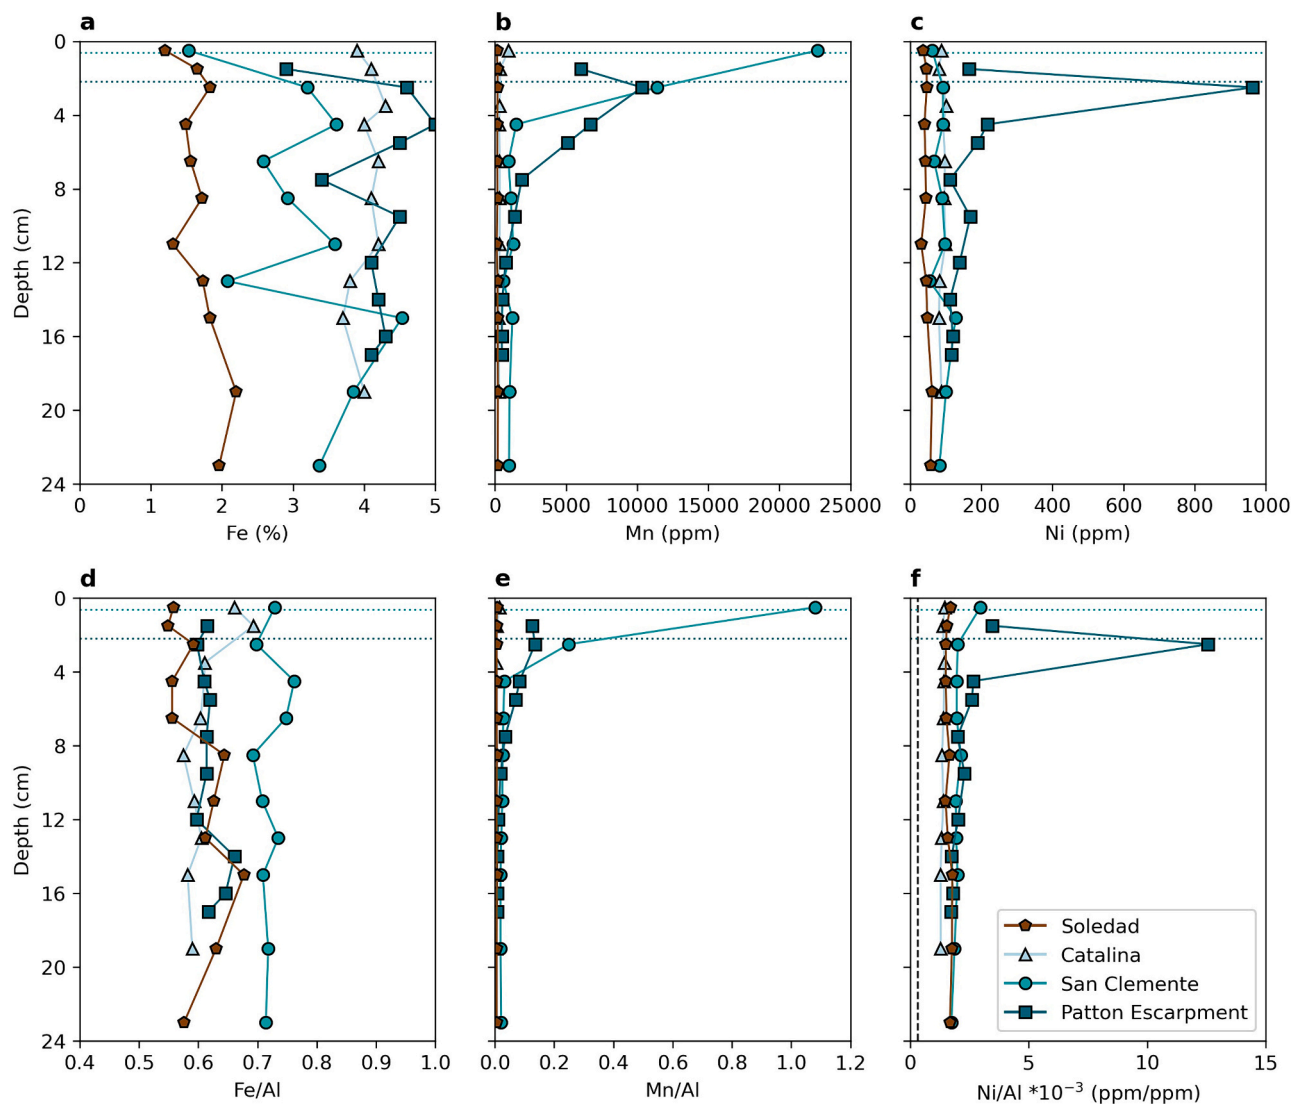 a
b
c
0
4
8
12
16
20
24
Depth (cm)
0 1 2 3 4 5
Fe (%)
0 5000 10000 15000 20000 25000
Mn (ppm)
0 200 400 600 800 1000
Ni (ppm)
d
e
f
0
4
8
12
16
20
24
Depth (cm)
0.4 0.5 0.6 0.7 0.8 0.9 1.0
Fe/Al
0.0 0.2 0.4 0.6 0.8 1.0 1.2
Mn/Al
0 5 10 15
Ni/Al *10⁻³ (ppm/ppm)
Soledad
Catalina
San Clemente
Patton Escarpment